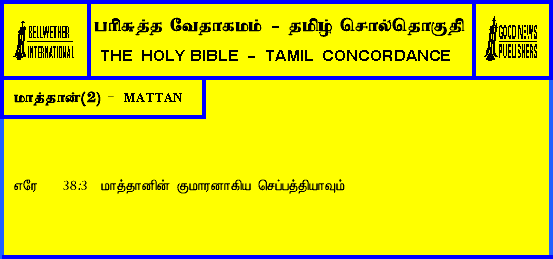 BELLWETHER
INTERNATIONAL
பரிசுத்த வேதாகமம் - தமிழ் சொல்தொகுதி
THE HOLY BIBLE - TAMIL CONCORDANCE
GOOD NEWS
PUBLISHERS
மாத்தான்(2) - MATTAN
எரே 38:3 மாத்தானின் குமாரனாகிய செப்பத்தியாவும்